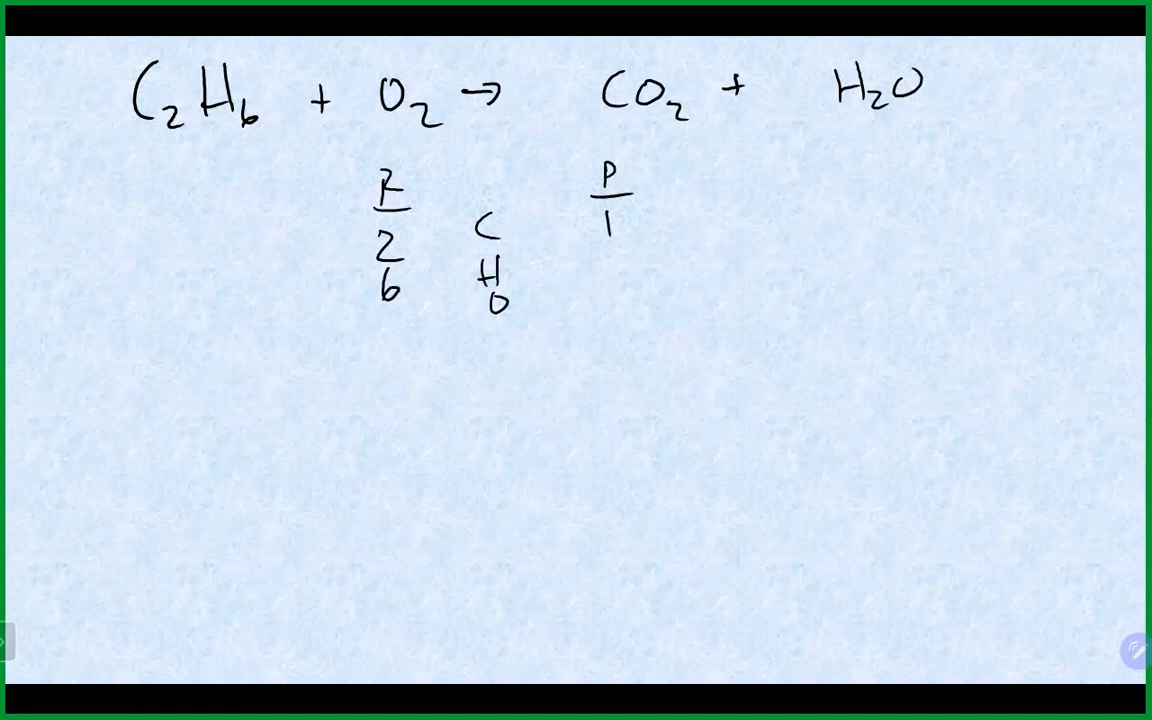 C₂H₆ + O₂ → CO₂ + H₂O
R P
2 C 1
6 H
O